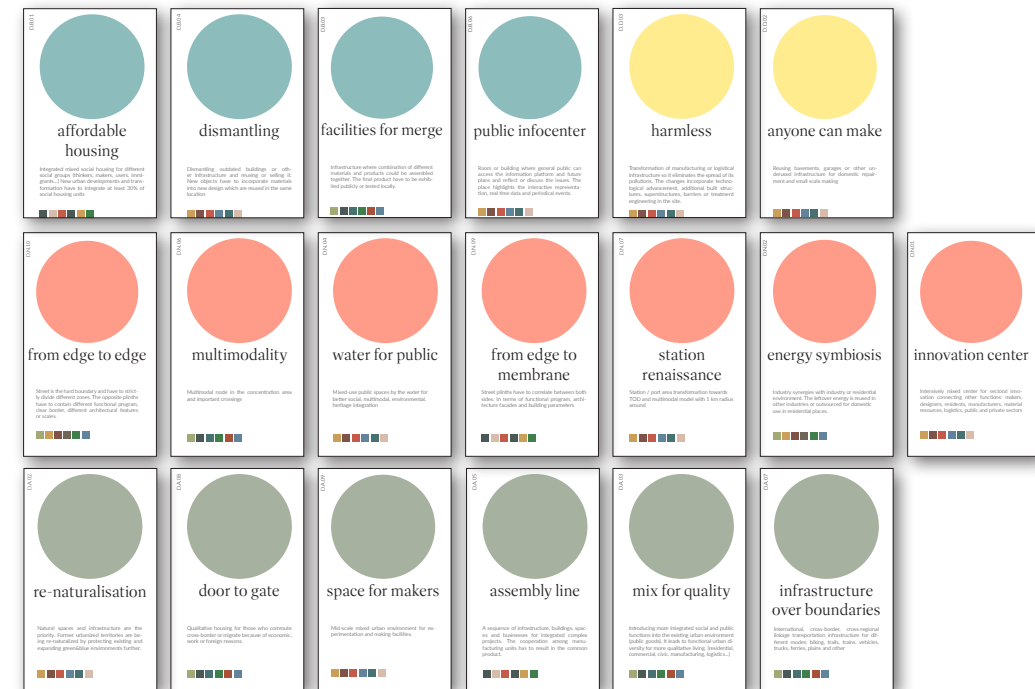 D.B.01
affordable
housing
Integrated mixed social housing for different
social groups (thinkers, makers, users, immi-
grants...) New urban developments and trans-
formation have to integrate at least 30% of
social housing units
D.B.04
dismantling
Dismantling outdated buildings or oth-
er infrastructure and reusing or selling it.
New objects have to incorporate materials
into new design which are reused in the same
location
D.B.03
facilities for merge
Infrastructure where combination of different
materials and products could be assembled
together. The final product have to be exhib-
ited publicly or tested locally.
D.B.06
public infocenter
Room or building where general public can
access the information platform and future
plans and reflect or discuss the issues. The
place highlights the interactive representa-
tion, real time data and periodical events.
D.D.03
harmless
Transformation of manufacturing or logistical
infrastructure so it eliminates the spread of its
pollutions. The changes incorporate techno-
logical advancement, additional built struc-
tures, superstructures, barriers or treatment
engineering in the site.
D.D.02
anyone can make
Reusing basements, garages or other un-
derused infrastructure for domestic repair-
ment and small scale making
D.N.10
from edge to edge
Street is the hard boundary and have to strict-
ly divide different zones. The opposite plinths
have to contain different functional program,
clear border, different architectural features
or scales
D.N.06
multimodality
Multimodal node in the concentration area
and important crossings
D.N.04
water for public
Mixed-use public spaces by the water for
better social, multimodal, environmental,
heritage integration
D.N.09
from edge to
membrane
Street plinths have to correlate between both
sides. In terms of functional program, archi-
tecture facades and building parameters
D.N.07
station
renaissance
Station / port area transformation towards
TOD and multimodal model with 1 km radius
around
D.N.02
energy symbiosis
Industry synergies with industry or residential
environment. The leftover energy is reused in
other industries or outsourced for domestic
use in residential places.
D.N.01
innovation center
Intensively mixed center for sectoral inno-
vation connecting other functions: makers,
designers, residents, manufacturers, material
resources, logistics, public and private sectors
D.A.02
re-naturalisation
Natural spaces and infrastructure are the
priority. Former urbanized territories are be-
ing re-naturalized by protecting existing and
expanding green&blue environments further.
D.A.08
door to gate
Qualitative housing for those who commute
cross-border or migrate because of economic,
work or foreign reasons.
D.A.09
space for makers
Mid-scale mixed urban environment for ex-
perimentation and making facilities.
D.A.05
assembly line
A sequence of infrastructure, buildings, spac-
es and businesses for integrated complex
projects. The cooperation among manu-
facturing units has to result in the common
product.
D.A.03
mix for quality
Introducing more integrated social and public
functions into the existing urban environment
(public goods). It leads to functional urban di-
versity for more qualitative living. (residential,
commercial, civic, manufacturing, logistics...)
D.A.07
infrastructure
over boundaries
International, cross-border, cross-regional
linkage transportation infrastructure for dif-
ferent modes: biking, trails, trains, vehicles,
trucks, ferries, planes and other